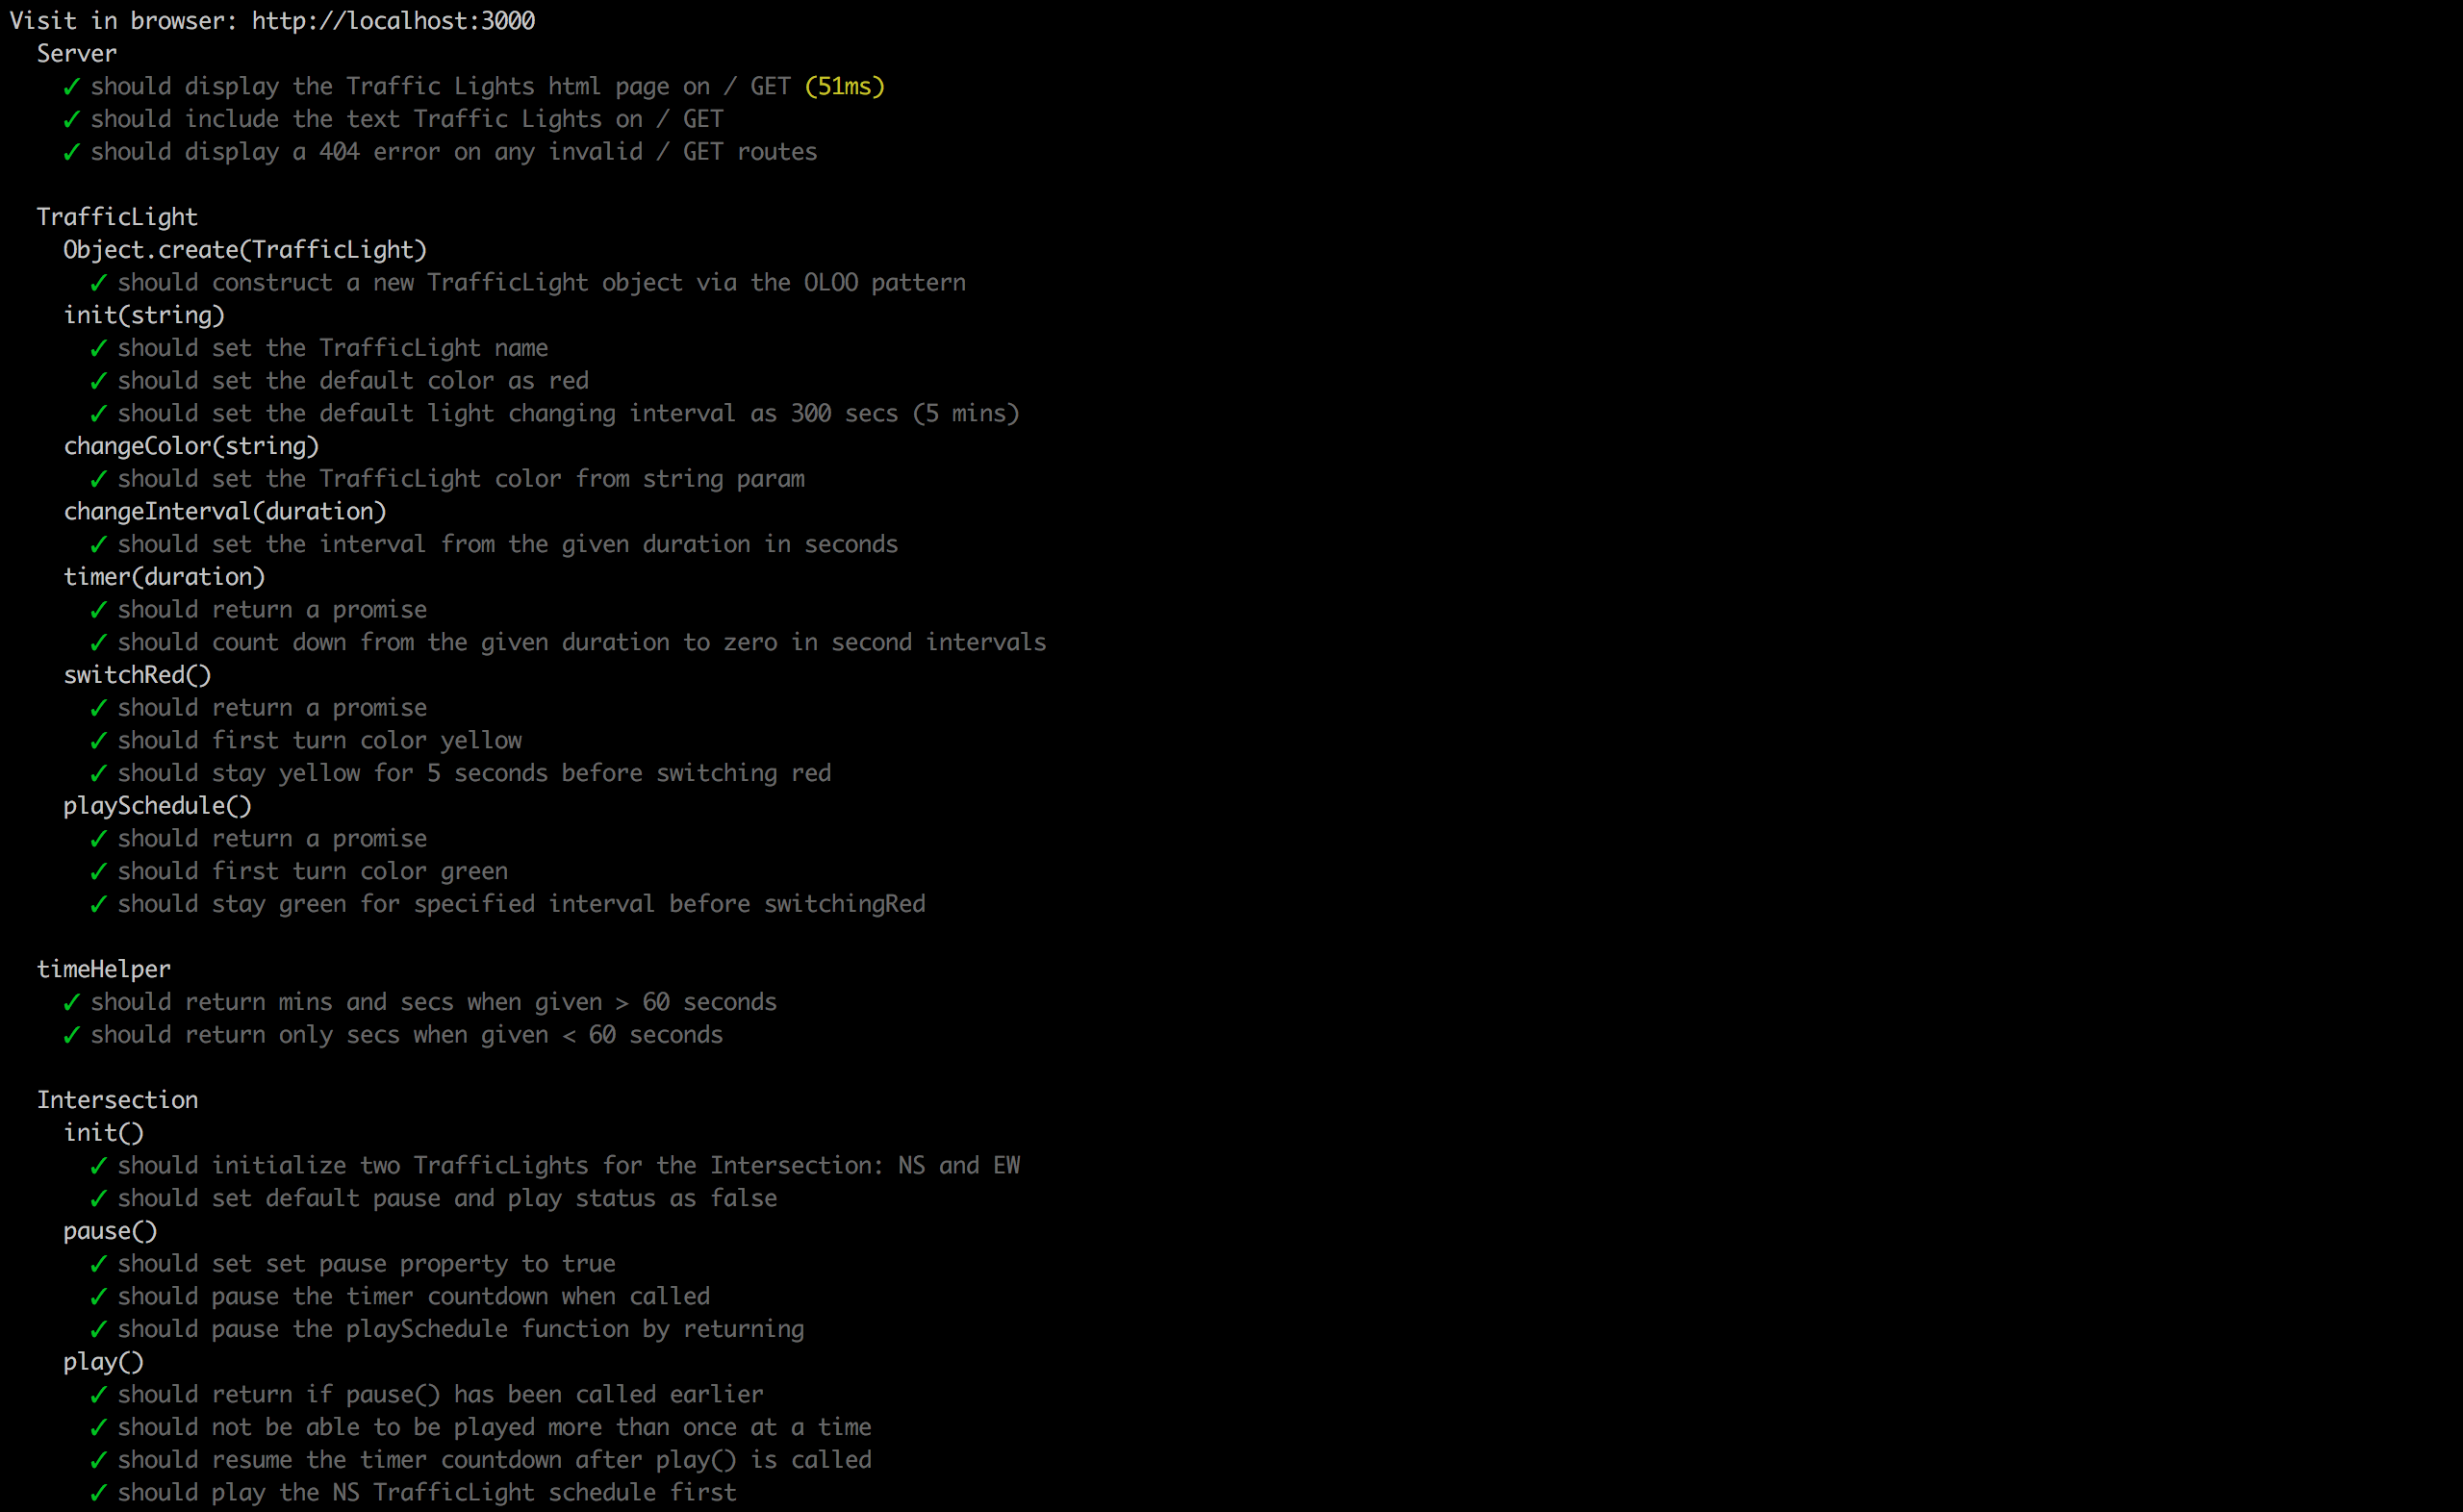 Visit in browser: http://localhost:3000
Server
✓ should display the Traffic Lights html page on / GET (51ms)
✓ should include the text Traffic Lights on / GET
✓ should display a 404 error on any invalid / GET routes
TrafficLight
Object.create(TrafficLight)
✓ should construct a new TrafficLight object via the OLOO pattern
init(string)
✓ should set the TrafficLight name
✓ should set the default color as red
✓ should set the default light changing interval as 300 secs (5 mins)
changeColor(string)
✓ should set the TrafficLight color from string param
changeInterval(duration)
✓ should set the interval from the given duration in seconds
timer(duration)
✓ should return a promise
✓ should count down from the given duration to zero in second intervals
switchRed()
✓ should return a promise
✓ should first turn color yellow
✓ should stay yellow for 5 seconds before switching red
playSchedule()
✓ should return a promise
✓ should first turn color green
✓ should stay green for specified interval before switchingRed
timeHelper
✓ should return mins and secs when given > 60 seconds
✓ should return only secs when given < 60 seconds
Intersection
init()
✓ should initialize two TrafficLights for the Intersection: NS and EW
✓ should set default pause and play status as false
pause()
✓ should set set pause property to true
✓ should pause the timer countdown when called
✓ should pause the playSchedule function by returning
play()
✓ should return if pause() has been called earlier
✓ should not be able to be played more than once at a time
✓ should resume the timer countdown after play() is called
✓ should play the NS TrafficLight schedule first